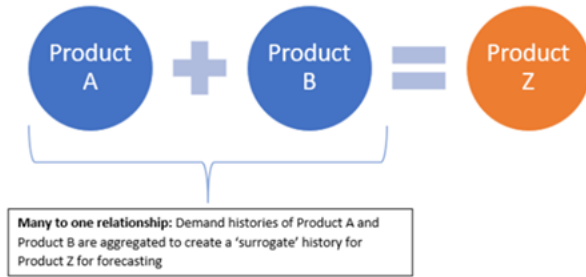 Product
A
Product
B
Product
Z
Many to one relationship: Demand histories of Product A and
Product B are aggregated to create a ‘surrogate’ history for
Product Z for forecasting